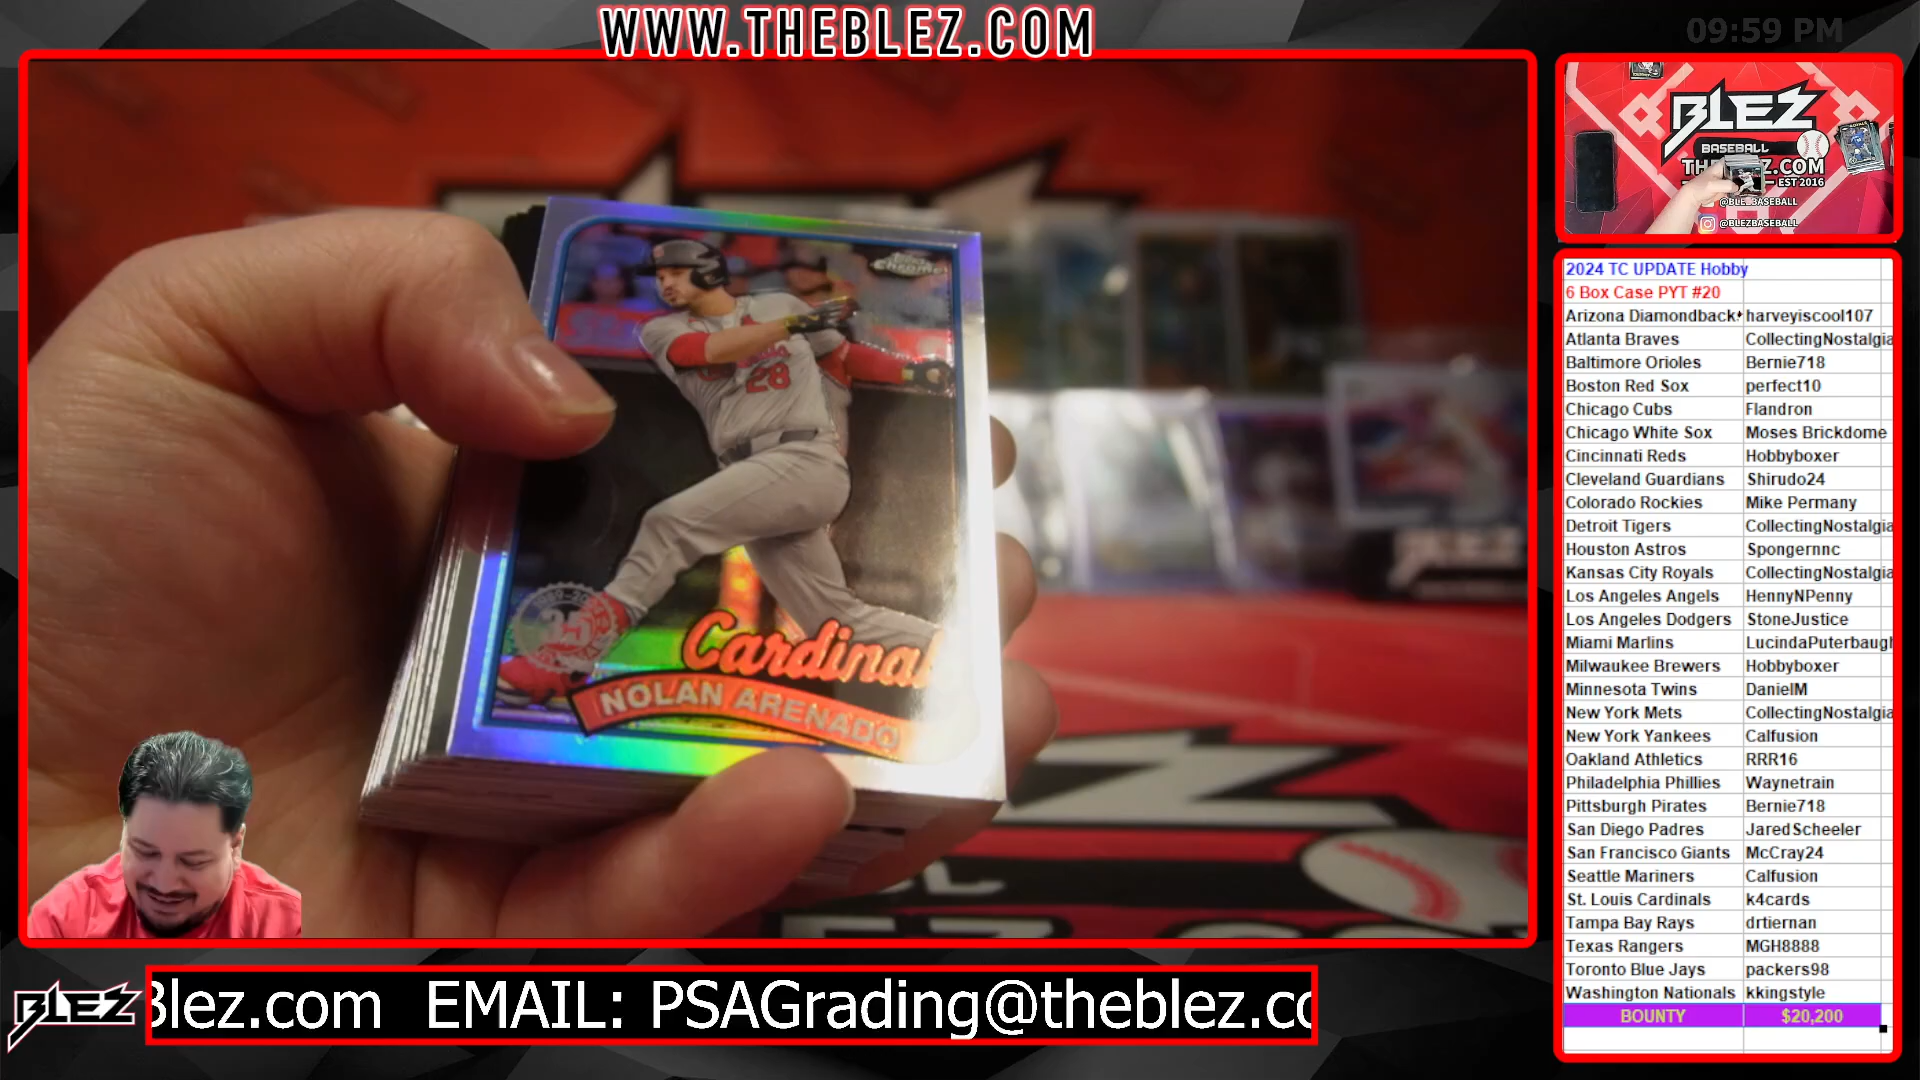 WWW.THEBLEZ.COM
09:59 PM
BLEZ
BASEBALL
EST 2016
@BLEZBASEBALL
@BLEZBASEBALL
Topps
Chrome
28
Cardinal
NOLAN ARENADO
2024 TC UPDATE Hobby
6 Box Case PYT #20
Arizona Diamondback harveyiscool107
Atlanta Braves CollectingNostalgia
Baltimore Orioles Bernie718
Boston Red Sox perfect10
Chicago Cubs Flandron
Chicago White Sox Moses Brickdome
Cincinnati Reds Hobbyboxer
Cleveland Guardians Shirudo24
Colorado Rockies Mike Permany
Detroit Tigers CollectingNostalgia
Houston Astros Spongernnc
Kansas City Royals CollectingNostalgia
Los Angeles Angels HennyNPenny
Los Angeles Dodgers StoneJustice
Miami Marlins LucindaPuterbaugh
Milwaukee Brewers Hobbyboxer
Minnesota Twins DanielM
New York Mets CollectingNostalgia
New York Yankees Calfusion
Oakland Athletics RRR16
Philadelphia Phillies Waynetrain
Pittsburgh Pirates Bernie718
San Diego Padres JaredScheeler
San Francisco Giants McCray24
Seattle Mariners Calfusion
St. Louis Cardinals k4cards
Tampa Bay Rays drtiernan
Texas Rangers MGH8888
Toronto Blue Jays packers98
Washington Nationals kkingstyle
BOUNTY $20,200
BLEZ
Blez.com EMAIL: PSAGrading@theblez.co